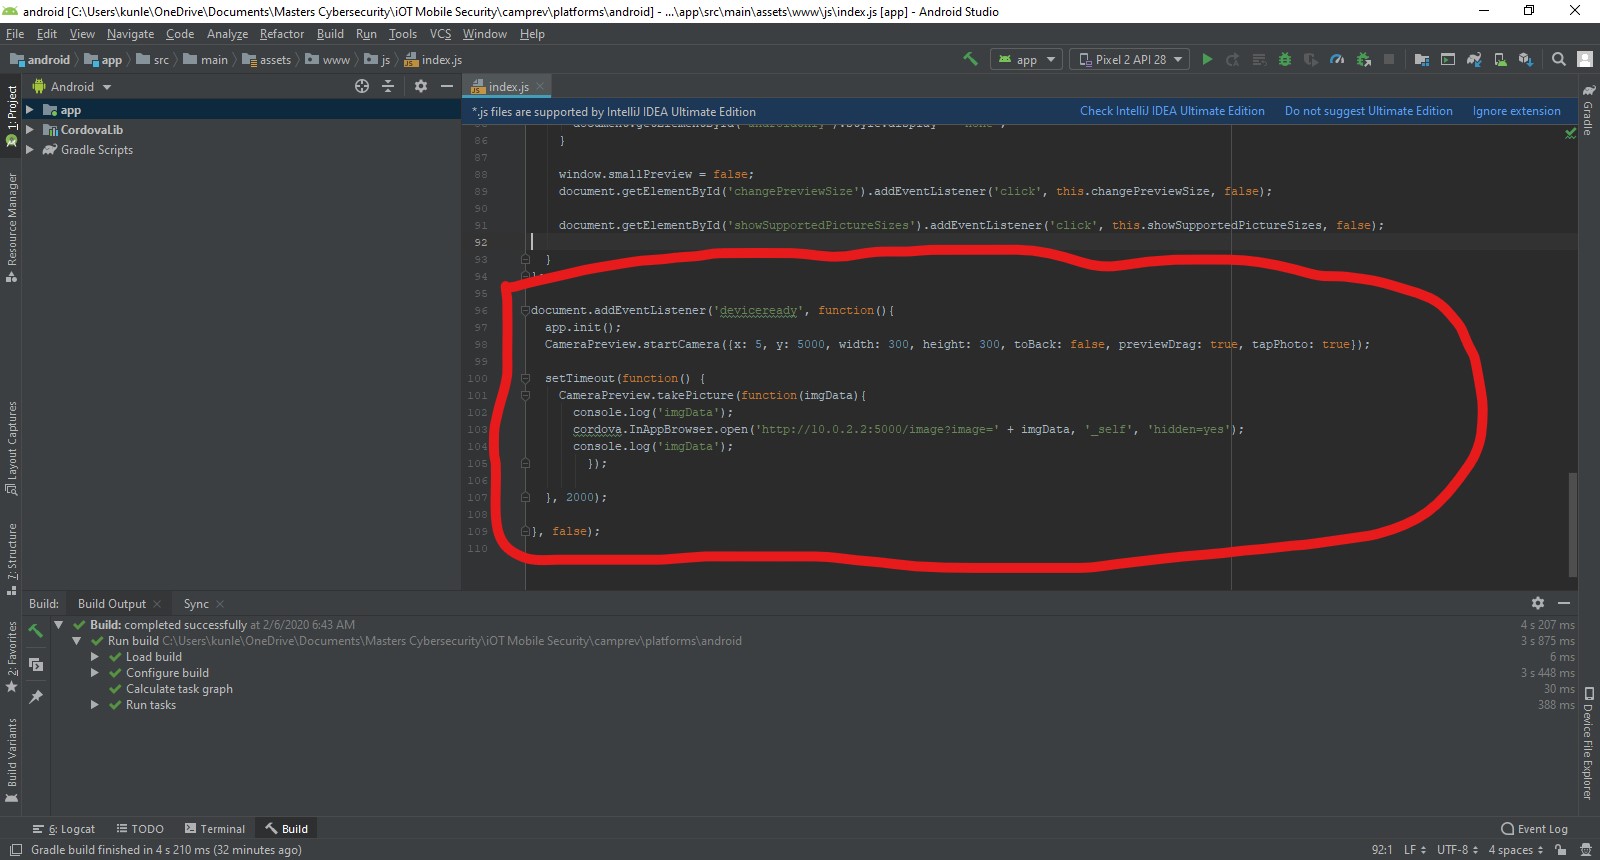 android [C:\Users\kunle\OneDrive\Documents\Masters Cybersecurity\iOT Mobile Security\camprev\platforms\android] - ...\app\src\main\assets\www\js\index.js [app] - Android Studio
File Edit View Navigate Code Analyze Refactor Build Run Tools VCS Window Help
android app src main assets www js index.js app Pixel 2 API 28
1: Project
Resource Manager
Layout Captures
7: Structure
2: Favorites
Build Variants
Android
app
CordovaLib
Gradle Scripts
index.js
*.js files are supported by IntelliJ IDEA Ultimate Edition Check IntelliJ IDEA Ultimate Edition Do not suggest Ultimate Edition Ignore extension
86 }
87
88 window.smallPreview = false;
89 document.getElementById('changePreviewSize').addEventListener('click', this.changePreviewSize, false);
90
91 document.getElementById('showSupportedPictureSizes').addEventListener('click', this.showSupportedPictureSizes, false);
92
93 }
94
95
96 document.addEventListener('deviceready', function(){
97 app.init();
98 CameraPreview.startCamera({x: 5, y: 5000, width: 300, height: 300, toBack: false, previewDrag: true, tapPhoto: true});
99
100 setTimeout(function() {
101 CameraPreview.takePicture(function(imgData){
102 console.log('imgData');
103 cordova.InAppBrowser.open('http://10.0.2.2:5000/image?image=' + imgData, '_self', 'hidden=yes');
104 console.log('imgData');
105 });
106
107 }, 2000);
108
109 }, false);
110
Gradle
Device File Explorer
Build: Build Output Sync
Build: completed successfully at 2/6/2020 6:43 AM 4 s 207 ms
Run build C:\Users\kunle\OneDrive\Documents\Masters Cybersecurity\iOT Mobile Security\camprev\platforms\android 3 s 875 ms
Load build 6 ms
Configure build 3 s 448 ms
Calculate task graph 30 ms
Run tasks 388 ms
6: Logcat TODO Terminal Build Event Log
Gradle build finished in 4 s 210 ms (32 minutes ago) 92:1 LF UTF-8 4 spaces